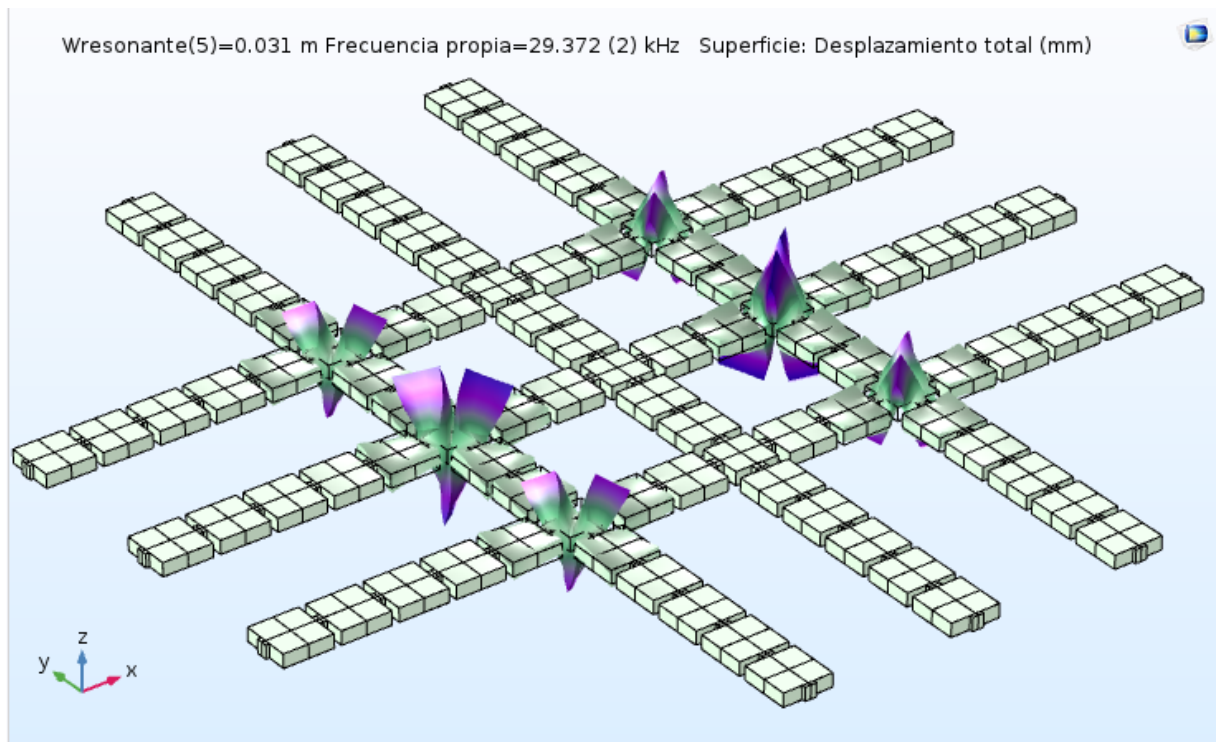 Wresonante(5)=0.031 m Frecuencia propia=29.372 (2) kHz   Superficie: Desplazamiento total (mm)
z
y
x